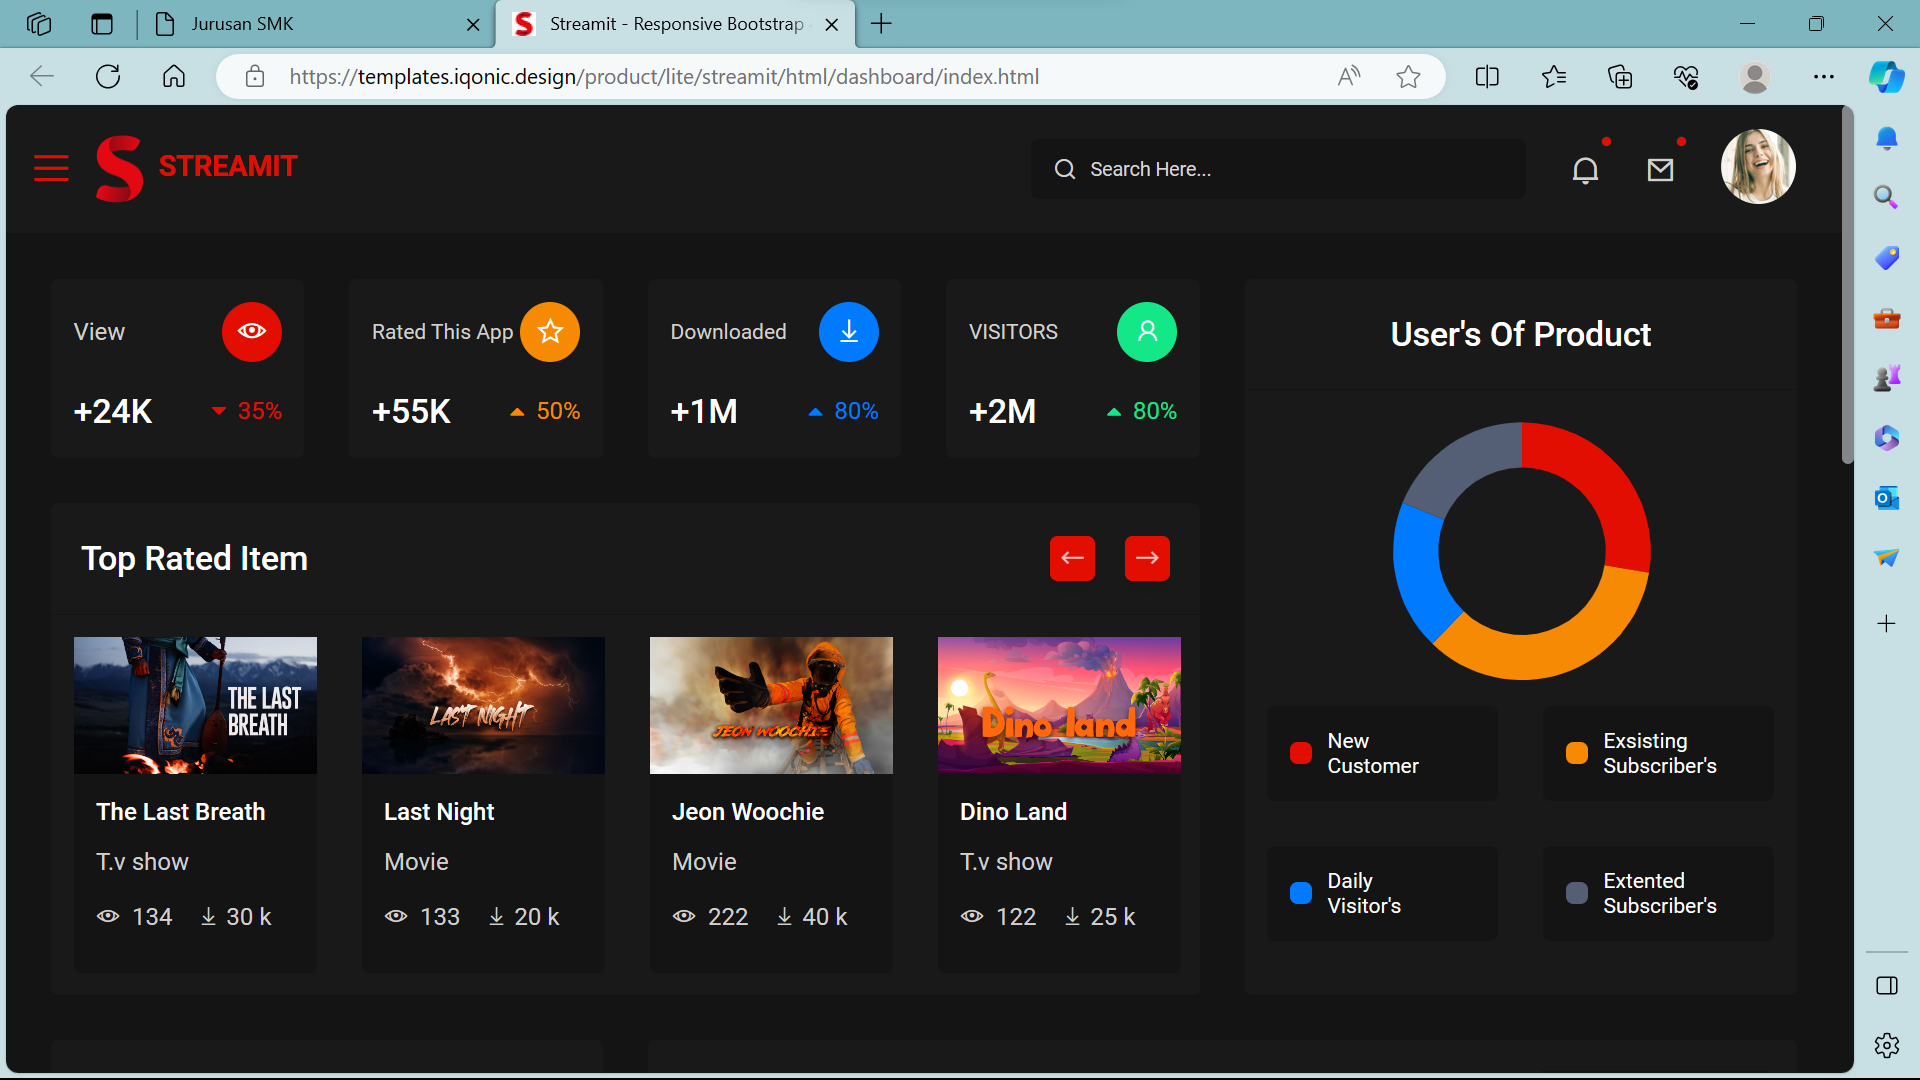 Jurusan SMK
Streamit - Responsive Bootstrap
https://templates.iqonic.design/product/lite/streamit/html/dashboard/index.html
STREAMIT
Search Here...
View
+24K
35%
Rated This App
+55K
50%
Downloaded
+1M
80%
VISITORS
+2M
80%
User's Of Product
Top Rated Item
THE LAST
BREATH
LAST NIGHT
JEON WOOCHIE
Dino land
The Last Breath
T.v show
134 30 k
Last Night
Movie
133 20 k
Jeon Woochie
Movie
222 40 k
Dino Land
T.v show
122 25 k
New
Customer
Exsisting
Subscriber's
Daily
Visitor's
Extented
Subscriber's